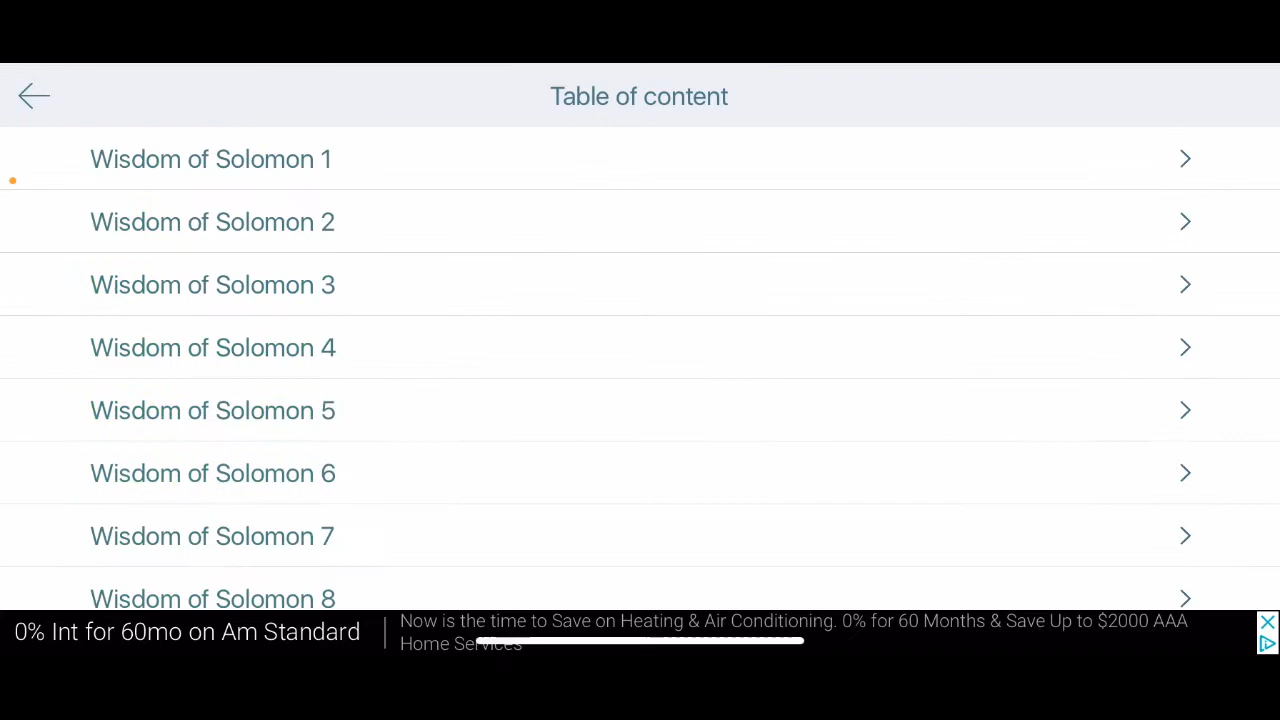 Table of content
Wisdom of Solomon 1
Wisdom of Solomon 2
Wisdom of Solomon 3
Wisdom of Solomon 4
Wisdom of Solomon 5
Wisdom of Solomon 6
Wisdom of Solomon 7
Wisdom of Solomon 8
0% Int for 60mo on Am Standard
Now is the time to Save on Heating & Air Conditioning. 0% for 60 Months & Save Up to $2000 AAA
Home Services